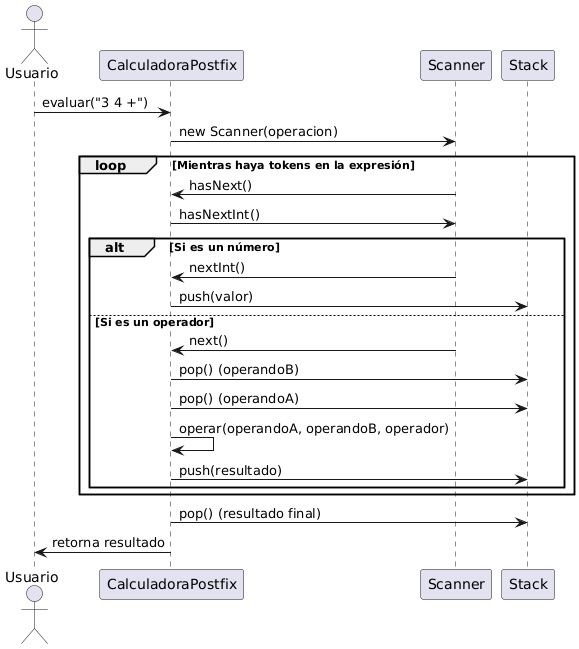 Usuario
CalculadoraPostfix
Scanner
Stack
evaluar("3 4 +")
new Scanner(operacion)
loop
[Mientras haya tokens en la expresión]
hasNext()
hasNextInt()
alt
[Si es un número]
nextInt()
push(valor)
[Si es un operador]
next()
pop() (operandoB)
pop() (operandoA)
operar(operandoA, operandoB, operador)
push(resultado)
pop() (resultado final)
retorna resultado
Usuario
CalculadoraPostfix
Scanner
Stack